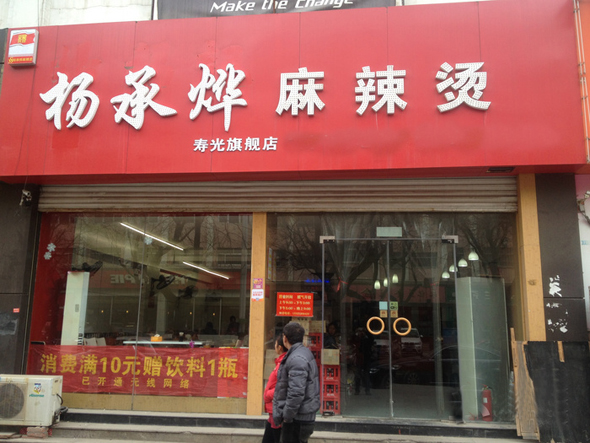 Make the Change
杨承烨 麻辣烫
寿光旗舰店
消费满10元赠饮料1瓶
已开通无线网络